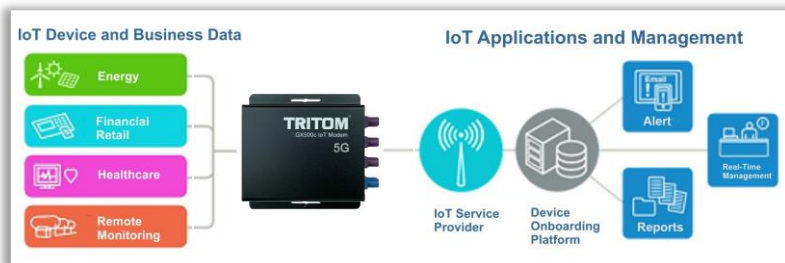 IoT Device and Business Data
IoT Applications and Management
Energy
Financial
Retail
Healthcare
Remote
Monitoring
TRITOM
GX500c IoT Modem
5G
IoT Service
Provider
Device
Onboarding
Platform
Email
Alert
Real-Time
Management
Reports